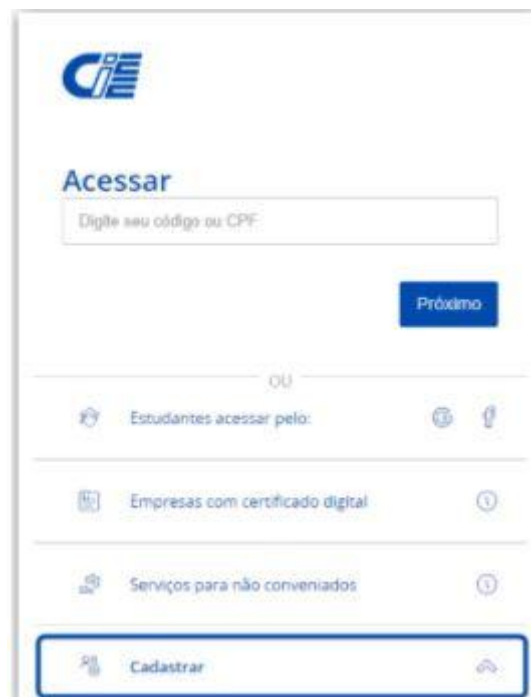 CIEE
Acessar
Digite seu código ou CPF
Próximo
OU
Estudantes acessar pelo:
Empresas com certificado digital
Serviços para não conveniados
Cadastrar